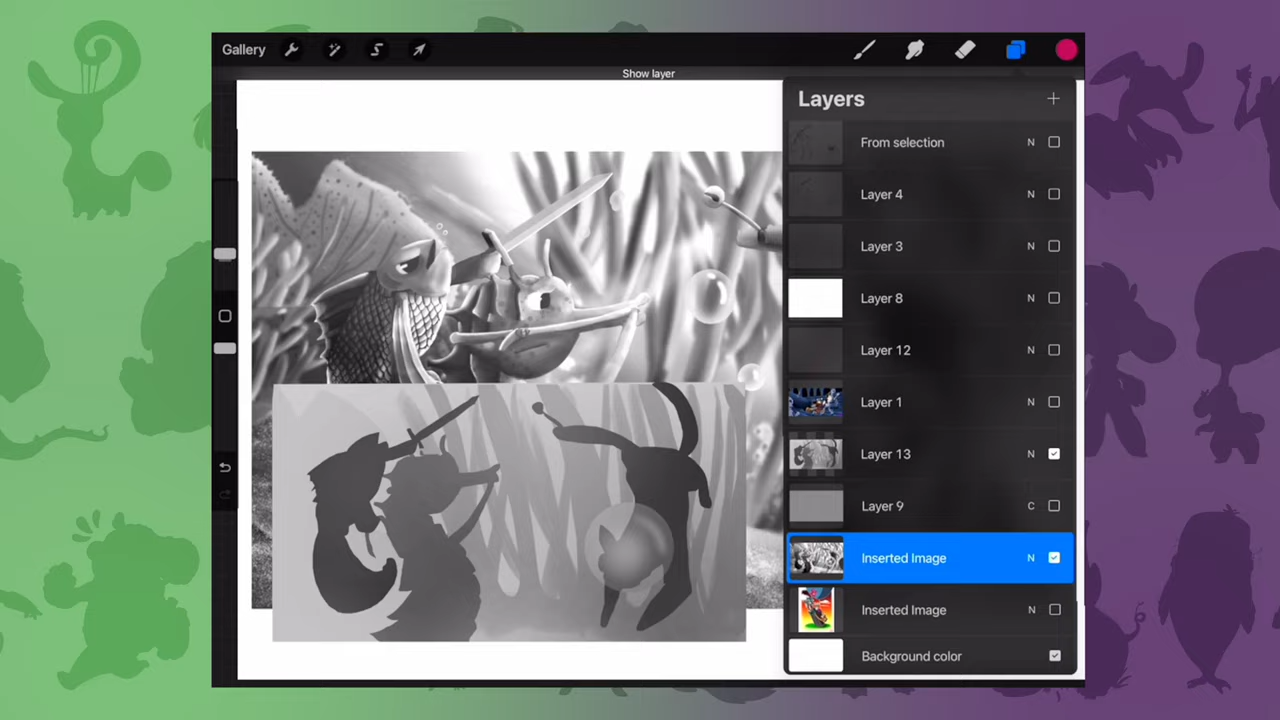 Gallery
Show layer
Layers
From selection N
Layer 4 N
Layer 3 N
Layer 8 N
Layer 12 N
Layer 1 N
Layer 13 N
Layer 9 C
Inserted Image N
Inserted Image N
Background color